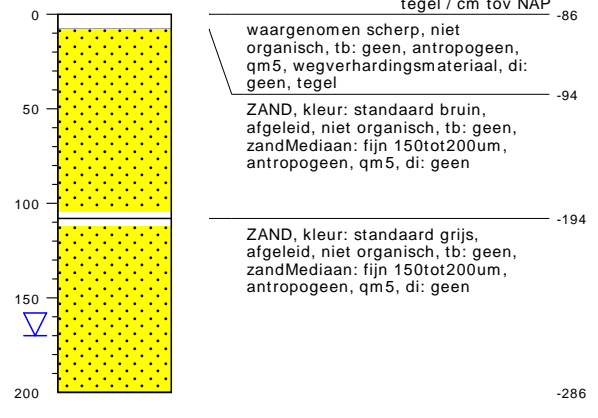 tegel / cm tov NAP
0
-86
waargenomen scherp, niet
organisch, tb: geen, antropogeen,
qm5, wegverhardingsmateriaal, di:
geen, tegel
-94
50
ZAND, kleur: standaard bruin,
afgeleid, niet organisch, tb: geen,
zandMediaan: fijn 150tot200um,
antropogeen, qm5, di: geen
100
-194
ZAND, kleur: standaard grijs,
afgeleid, niet organisch, tb: geen,
zandMediaan: fijn 150tot200um,
antropogeen, qm5, di: geen
150
200
-286